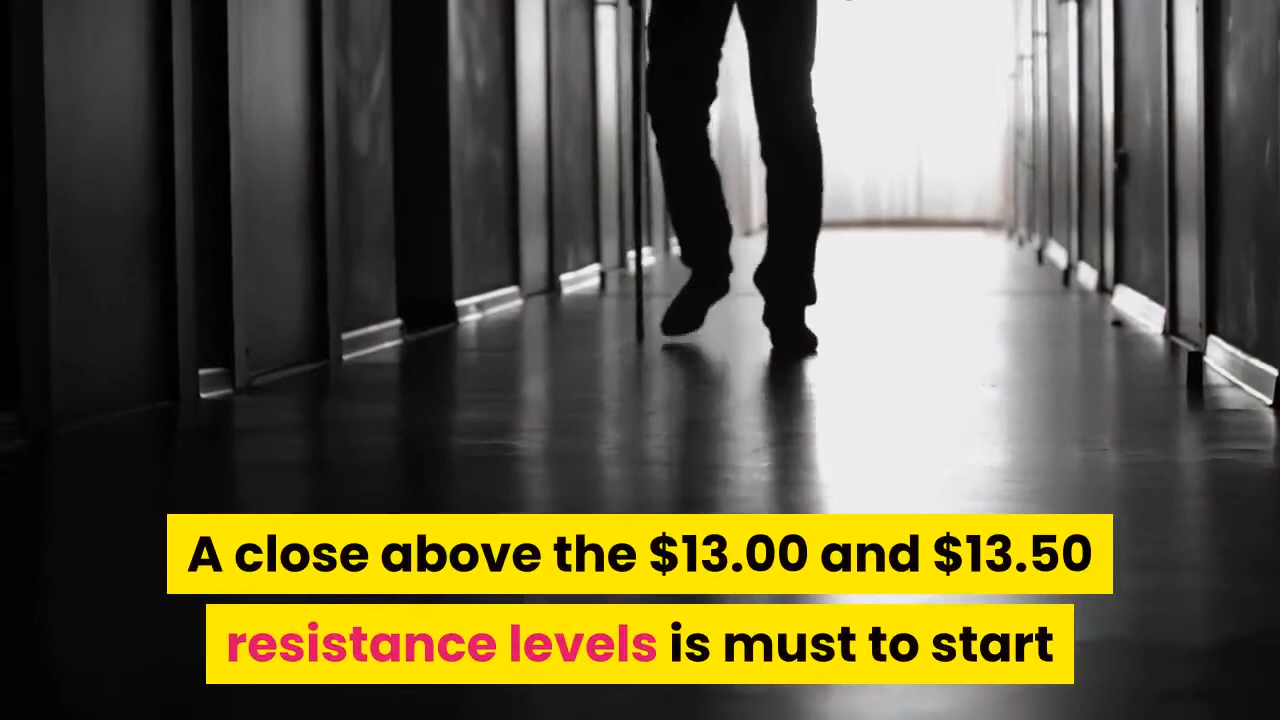 A close above the $13.00 and $13.50
resistance levels is must to start